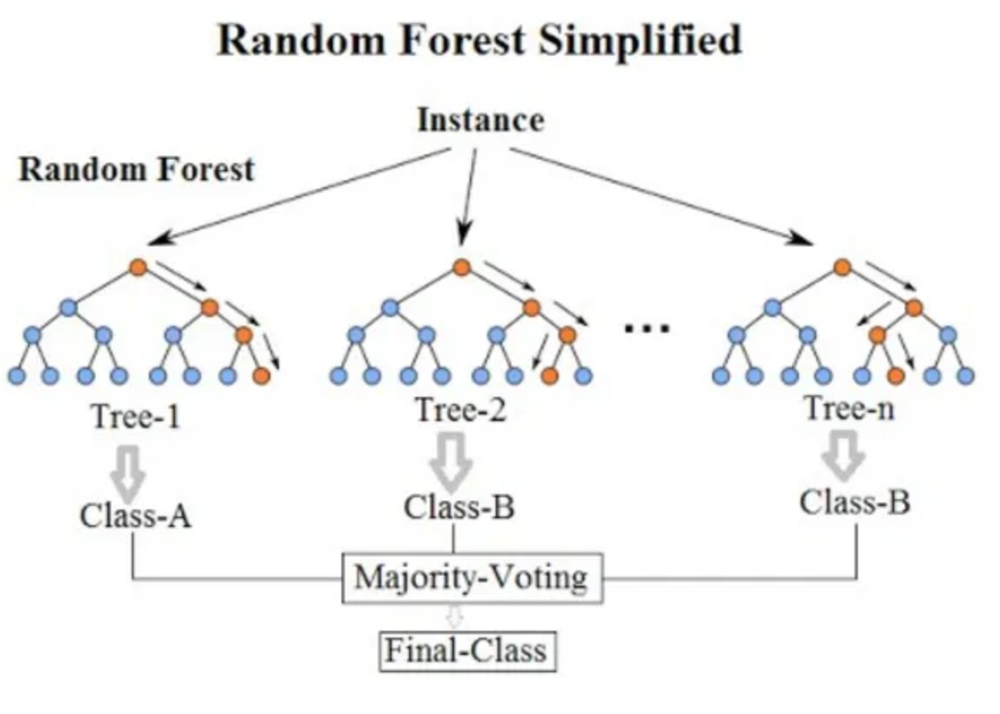 Random Forest Simplified
Instance
Random Forest
...
Tree-1
Tree-2
Tree-n
Class-A
Class-B
Class-B
Majority-Voting
Final-Class